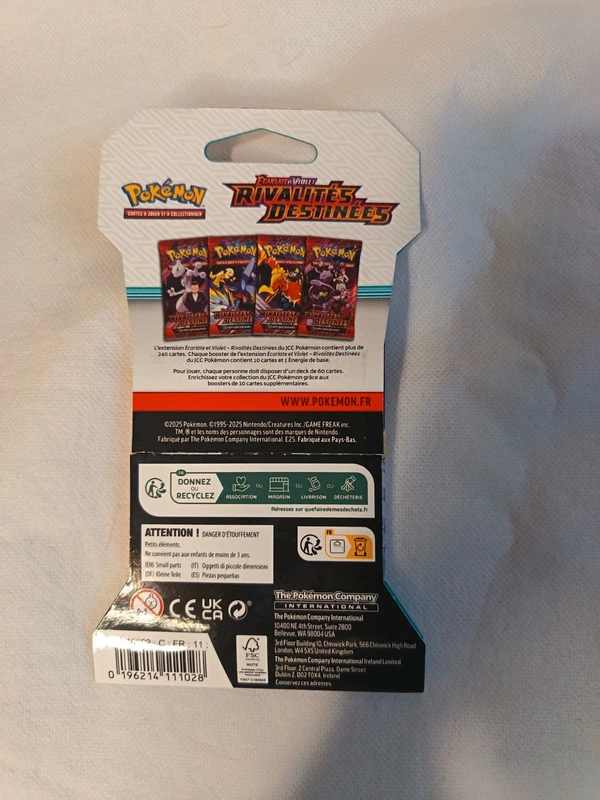 POKÉMON
CARTES À JOUER ET À COLLECTIONNER
ÉCARLATE ET VIOLET
RIVALITÉS
DESTINÉES
L'extension Écarlate et Violet – Rivalités Destinées du JCC Pokémon contient plus de
240 cartes. Chaque booster de l'extension Écarlate et Violet – Rivalités Destinées
du JCC Pokémon contient 10 cartes et 1 Énergie de base.
Pour jouer, chaque personne doit disposer d'un deck de 60 cartes.
Enrichissez votre collection du JCC Pokémon grâce aux
boosters de 10 cartes supplémentaires.
WWW.POKEMON.FR
©2025 Pokémon. ©1995-2025 Nintendo/Creatures Inc./GAME FREAK inc.
TM, ® et les noms des personnages sont des marques de Nintendo.
Fabriqué par The Pokémon Company International. E25. Fabriqué aux Pays-Bas.
FR
DONNEZ
OU
RECYCLEZ
ASSOCIATION
OU
MAGASIN
OU
LIVRAISON
OU
DÉCHÈTERIE
Adresses sur quefairedemesdechets.fr
ATTENTION ! DANGER D'ÉTOUFFEMENT
Petits éléments.
Ne convient pas aux enfants de moins de 3 ans.
(EN) Small parts (IT) Oggetti di piccole dimensioni
(DE) Kleine Teile (ES) Piezas pequeñas
FR
0-3
CE
UK
CA
The Pokémon Company
INTERNATIONAL
The Pokémon Company International
10400 NE 4th Street, Suite 2800
Bellevue, WA 98004 USA
3rd Floor Building 10, Chiswick Park, 566 Chiswick High Road
London, W4 5XS United Kingdom
The Pokémon Company International Ireland Limited
3rd Floor, 2 Central Plaza, Dame Street
Dublin 2, D02 T0X4, Ireland
Conservez ces adresses.
C : FR : 11 :
0 196214 111028
FSC
MIXTE